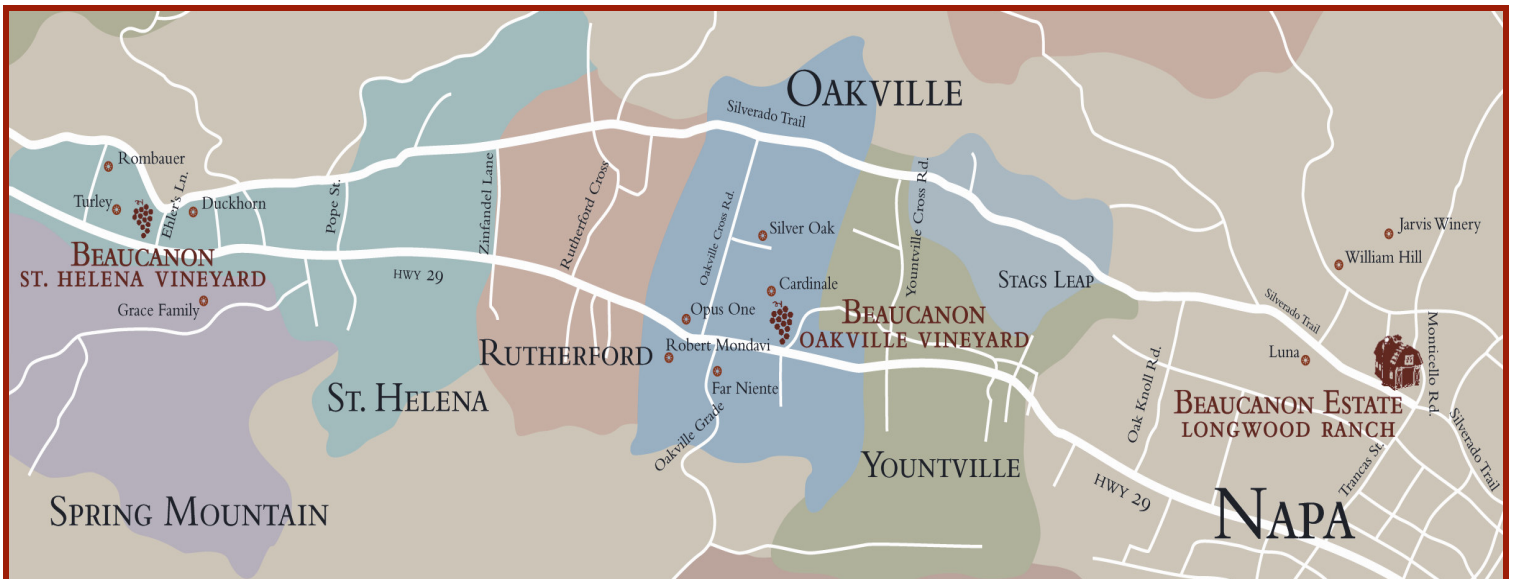 OAKVILLE
Silverado Trail
Rombauer
Turley
Ehler's Ln.
Duckhorn
Pope St.
Zinfandel Lane
Rutherford Cross
Oakville Cross Rd.
Silver Oak
Yountville Cross Rd.
Jarvis Winery
William Hill
BEAUCANON
ST. HELENA VINEYARD
Grace Family
HWY 29
Cardinale
Opus One
Robert Mondavi
Far Niente
Oakville Grade
BEAUCANON
OAKVILLE VINEYARD
STAGS LEAP
Silverado Trail
Monticello Rd.
Luna
RUTHERFORD
ST. HELENA
YOUNTVILLE
Oak Knoll Rd.
BEAUCANON ESTATE
LONGWOOD RANCH
Trancas St.
Silverado Trail
HWY 29
SPRING MOUNTAIN
NAPA